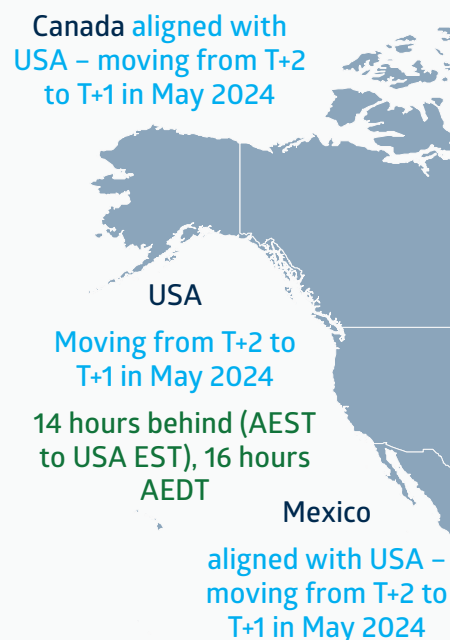 Canada aligned with
USA – moving from T+2
to T+1 in May 2024
USA
Moving from T+2 to
T+1 in May 2024
14 hours behind (AEST
to USA EST), 16 hours
AEDT
Mexico
aligned with USA –
moving from T+2 to
T+1 in May 2024